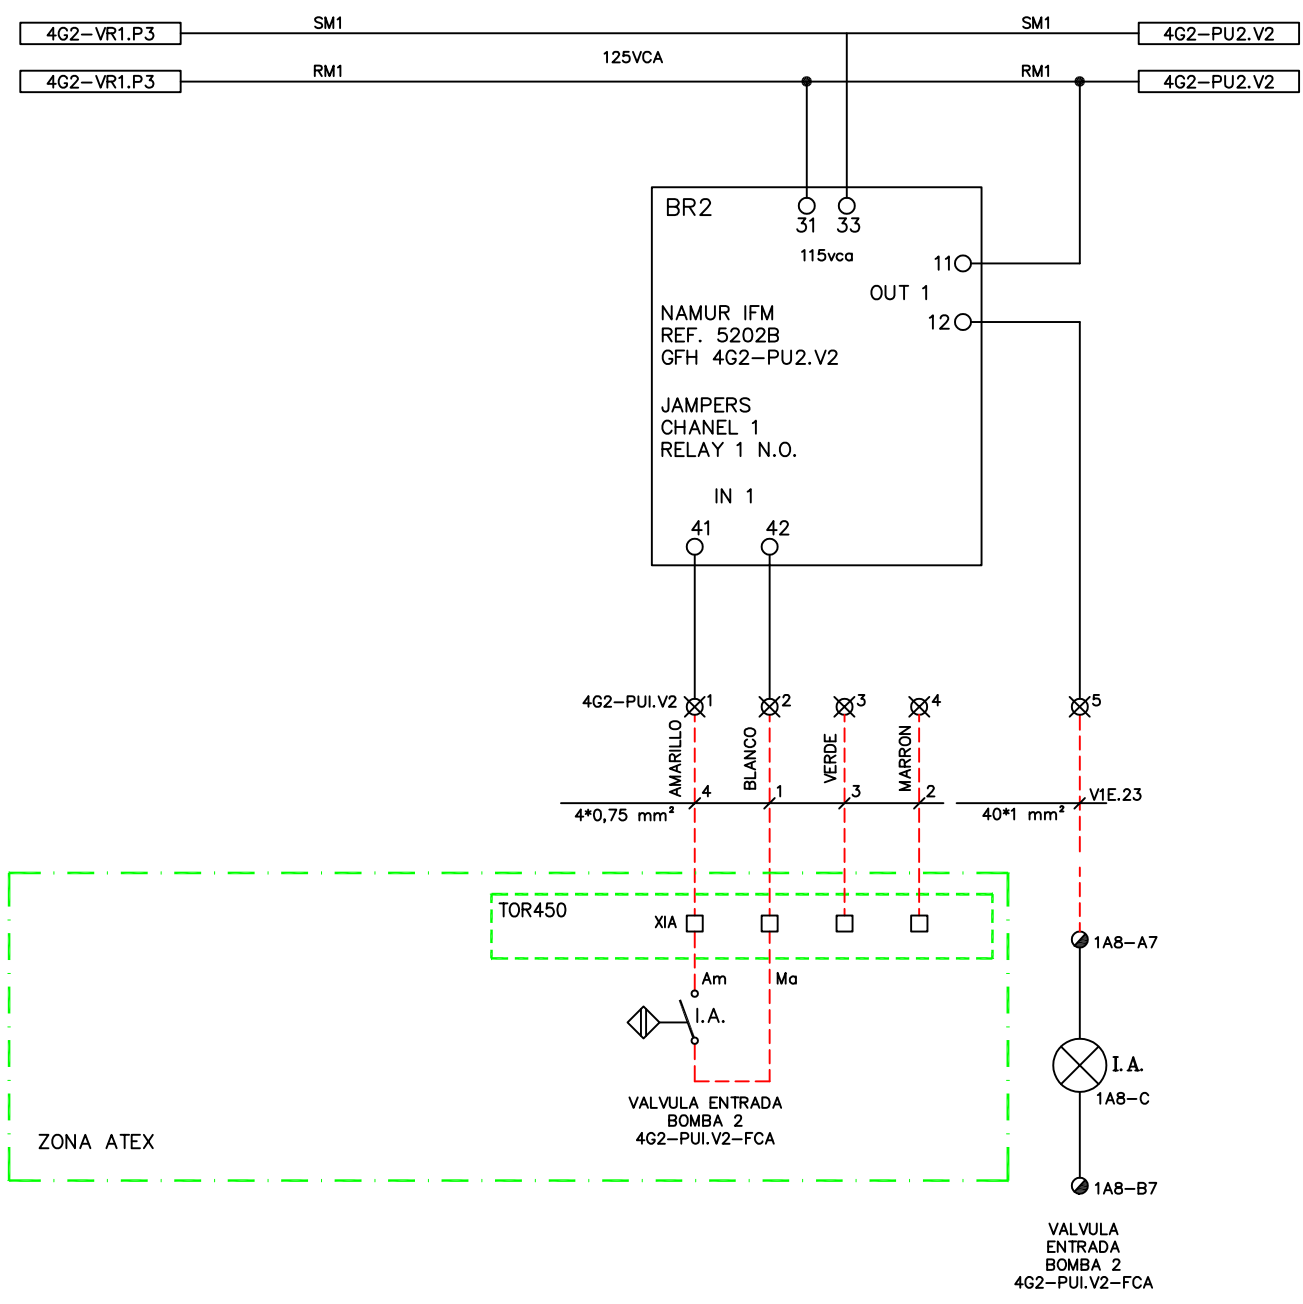 SM1
SM1
4G2-VR1.P3
4G2-PU2.V2
125VCA
RM1
RM1
4G2-VR1.P3
4G2-PU2.V2
BR2
31
33
115vca
11
OUT 1
12
NAMUR IFM
REF. 5202B
GFH 4G2-PU2.V2
JAMPERS
CHANEL 1
RELAY 1 N.O.
IN 1
41
42
4G2-PUI.V2
1
2
3
4
5
AMARILLO
BLANCO
VERDE
MARRON
4
1
3
2
V1E.23
4*0,75 mm²
40*1 mm²
TOR450
XIA
1A8-A7
Am
Ma
I.A.
I.A.
1A8-C
VALVULA ENTRADA
BOMBA 2
4G2-PUI.V2-FCA
ZONA ATEX
1A8-B7
VALVULA
ENTRADA
BOMBA 2
4G2-PUI.V2-FCA